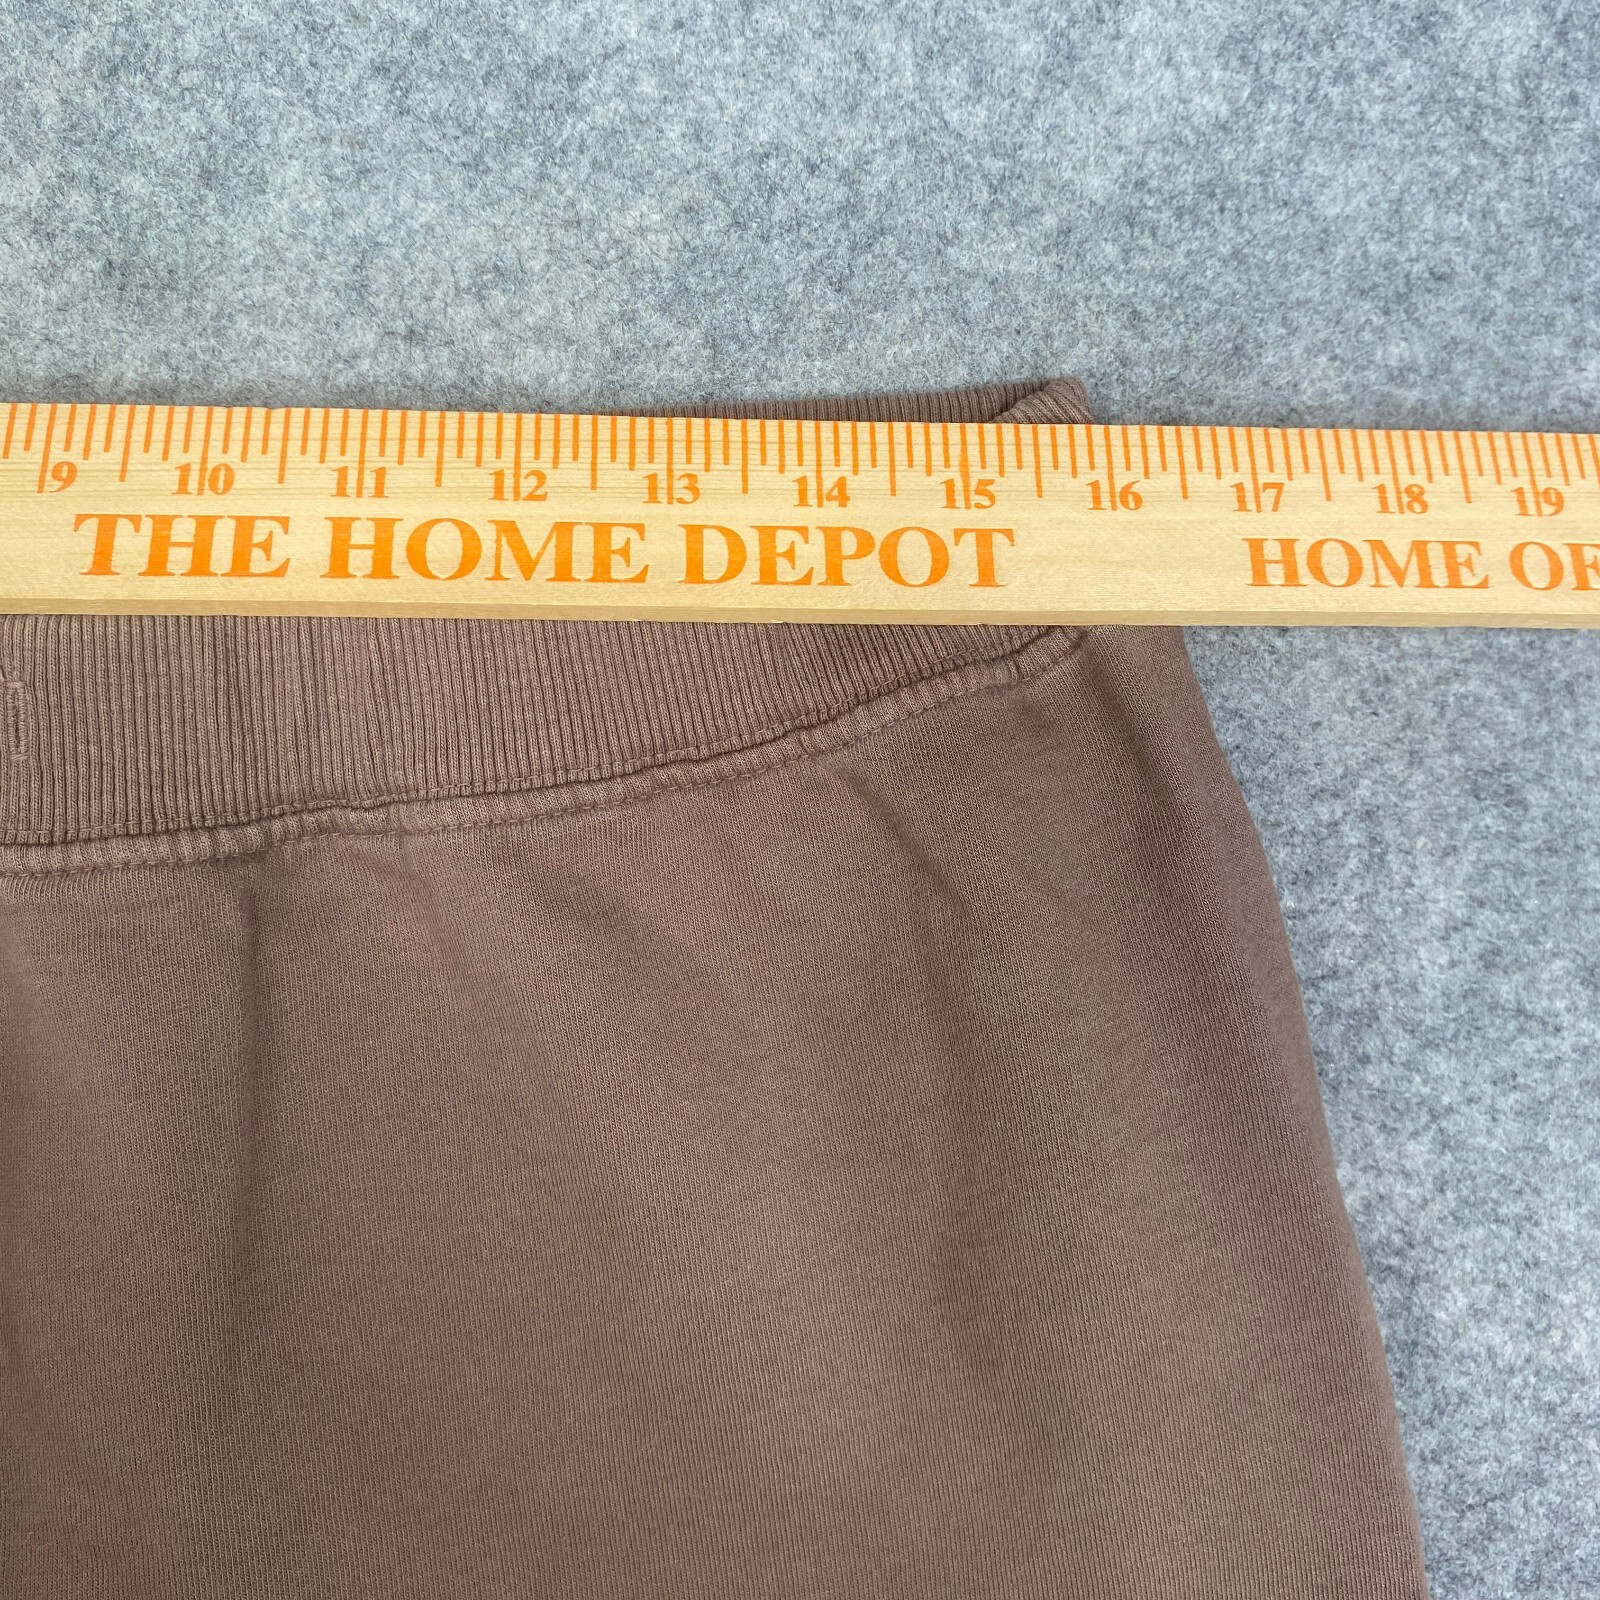 9 10 11 12 13 14 15 16 17 18 19
THE HOME DEPOT HOME OF